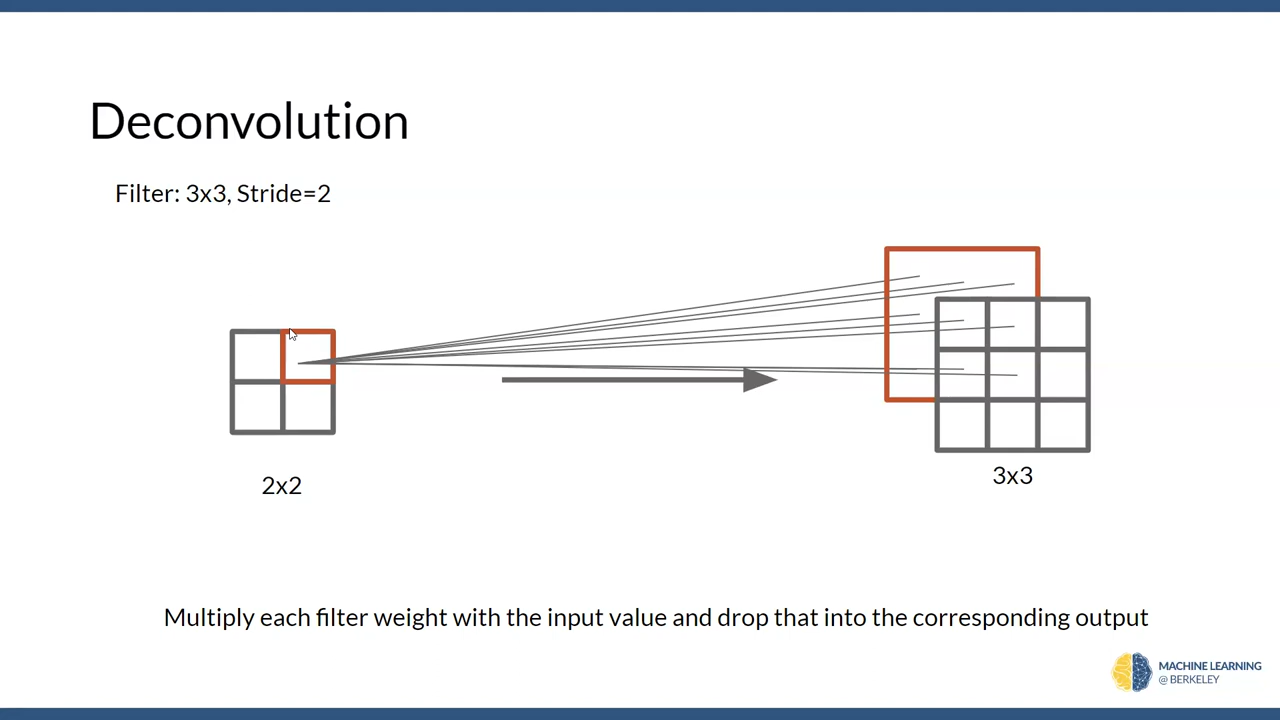 Deconvolution
Filter: 3x3, Stride=2
2x2
3x3
Multiply each filter weight with the input value and drop that into the corresponding output
MACHINE LEARNING
@ BERKELEY